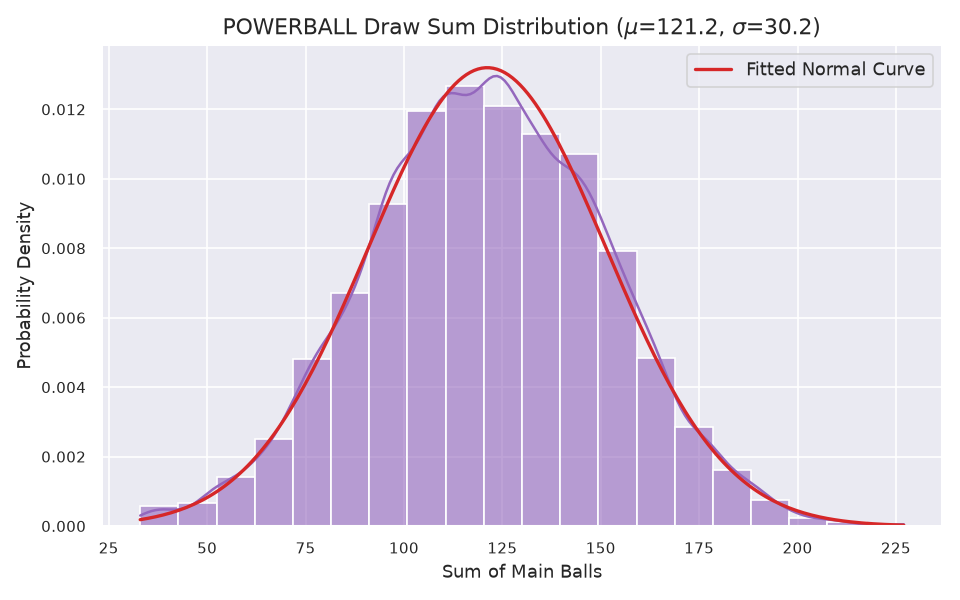 POWERBALL Draw Sum Distribution (μ=121.2, σ=30.2)
Fitted Normal Curve
Probability Density
0.012
0.010
0.008
0.006
0.004
0.002
0.000
25 50 75 100 125 150 175 200 225
Sum of Main Balls